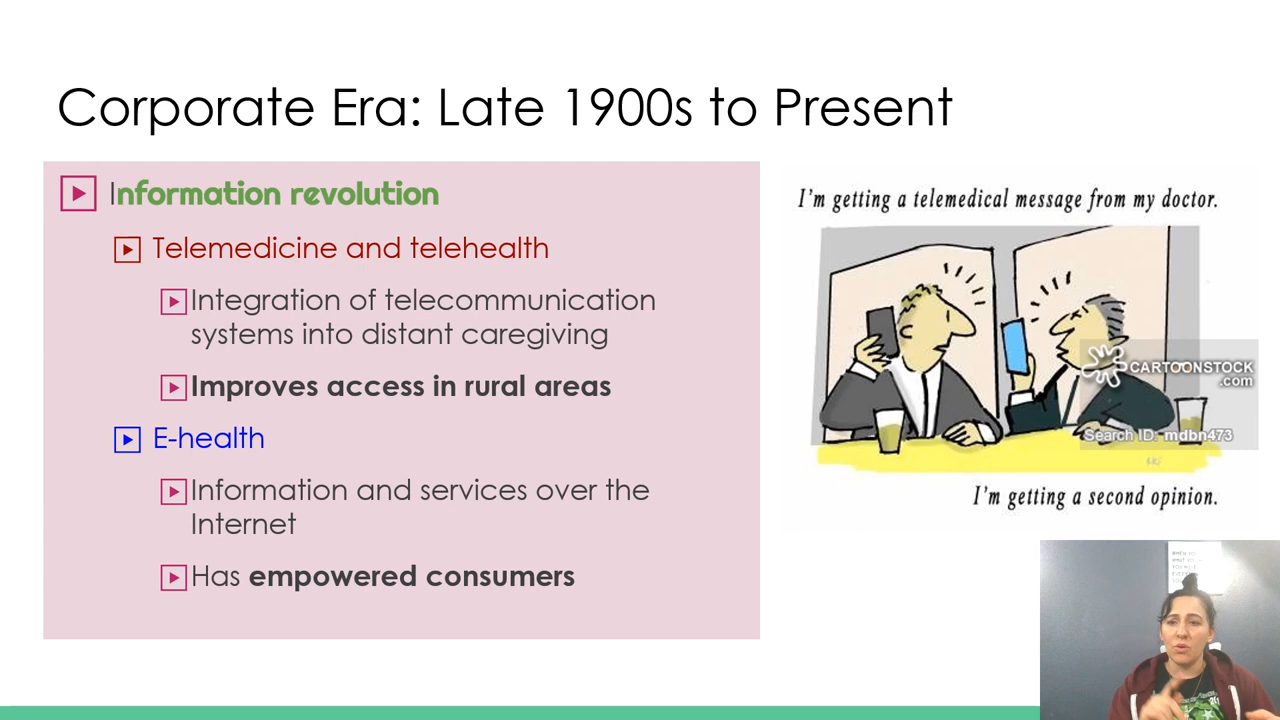 Corporate Era: Late 1900s to Present
Information revolution
Telemedicine and telehealth
Integration of telecommunication
systems into distant caregiving
Improves access in rural areas
E-health
Information and services over the
Internet
Has empowered consumers
I'm getting a telemedical message from my doctor.
CARTOONSTOCK
.com
Search ID: mdbn473
I'm getting a second opinion.